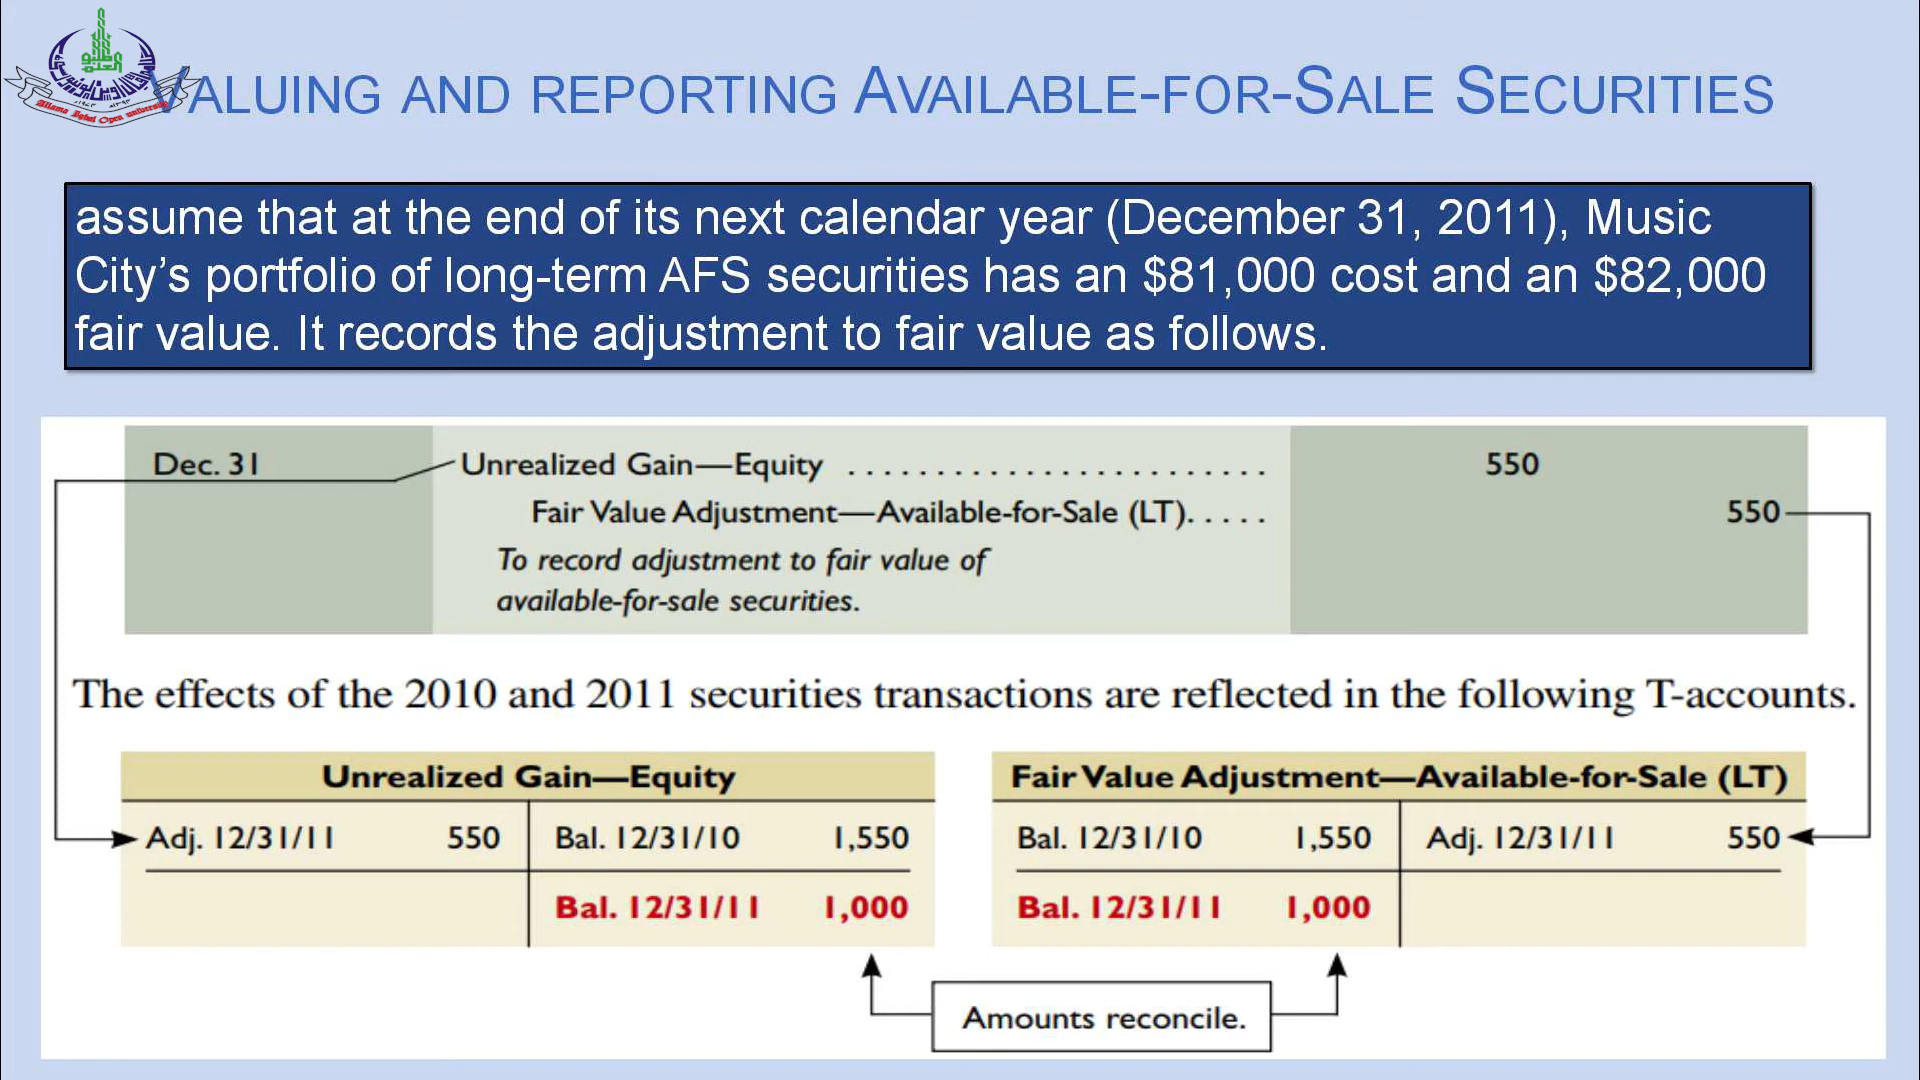 VALUING AND REPORTING AVAILABLE-FOR-SALE SECURITIES
Allama Iqbal Open university
assume that at the end of its next calendar year (December 31, 2011), Music
City’s portfolio of long-term AFS securities has an $81,000 cost and an $82,000
fair value. It records the adjustment to fair value as follows.
Dec. 31 Unrealized Gain—Equity . . . . . . . . . . . . . . . . . . . . . . . . 550
Fair Value Adjustment—Available-for-Sale (LT). . . . . 550
To record adjustment to fair value of
available-for-sale securities.
The effects of the 2010 and 2011 securities transactions are reflected in the following T-accounts.
Unrealized Gain—Equity
Adj. 12/31/11 550 Bal. 12/31/10 1,550
Bal. 12/31/11 1,000
Fair Value Adjustment—Available-for-Sale (LT)
Bal. 12/31/10 1,550 Adj. 12/31/11 550
Bal. 12/31/11 1,000
Amounts reconcile.